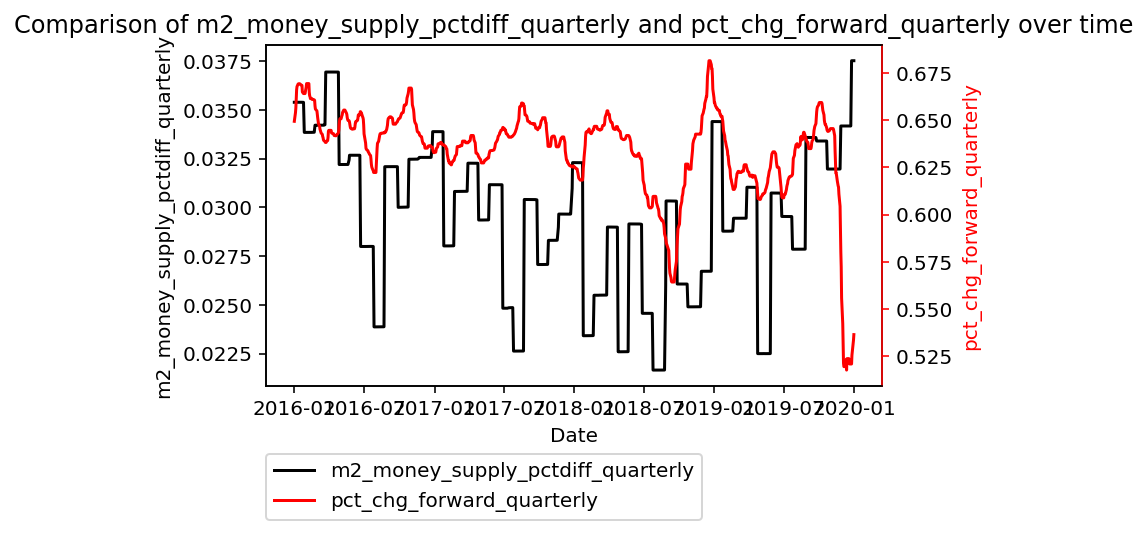 Comparison of m2_money_supply_pctdiff_quarterly and pct_chg_forward_quarterly over time
m2_money_supply_pctdiff_quarterly
0.0375
0.0350
0.0325
0.0300
0.0275
0.0250
0.0225
0.675
0.650
0.625
0.600
0.575
0.550
0.525
pct_chg_forward_quarterly
2016-01 2016-07 2017-01 2017-07 2018-01 2018-07 2019-01 2019-07 2020-01
Date
m2_money_supply_pctdiff_quarterly
pct_chg_forward_quarterly